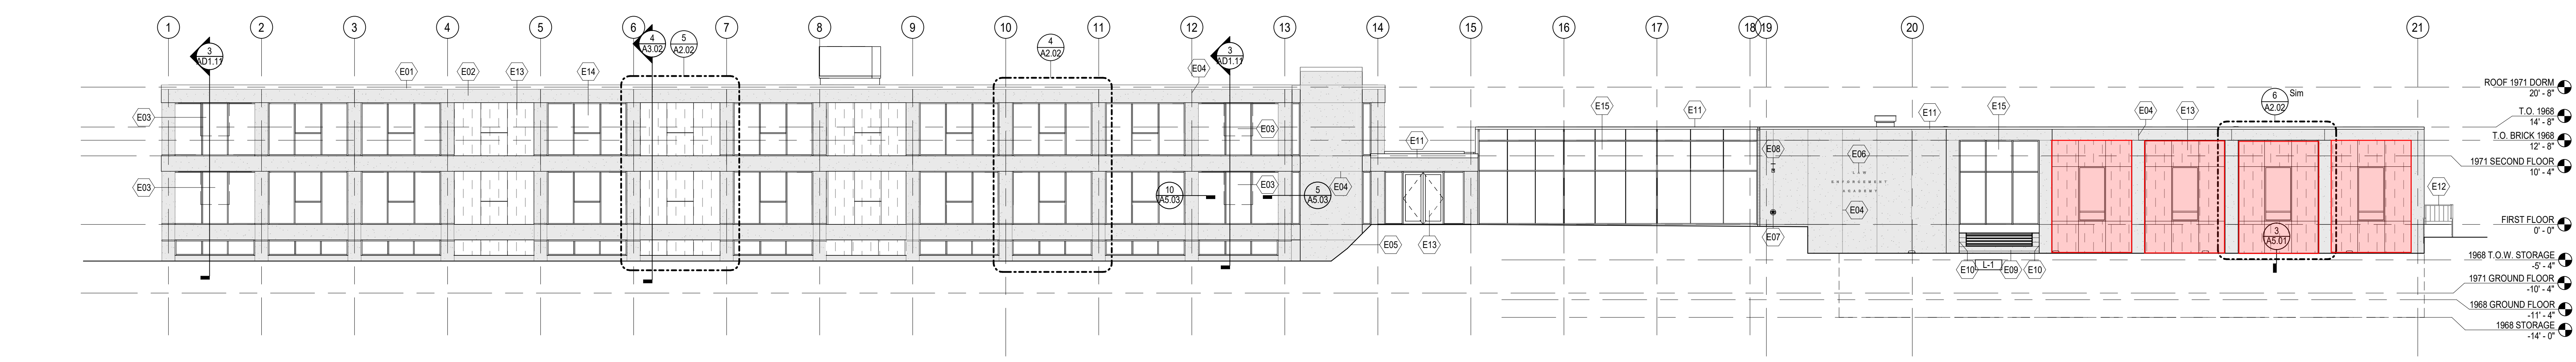 1 2 3 4 5 6 7 8 9 10 11 12 13 14 15 16 17 18 19 20 21
3
AD1.11
4
A3.02
5
A2.02
4
A2.02
3
AD1.11
6
A2.02
Sim
E01 E02 E13 E14 E04
E03
E03
E03
E03
E04
10
A5.03
5
A5.03
E05
E11
E13
E15
E11
E08
E07
E06
LAW
ENFORCEMENT
ACADEMY
E04
E11
E15
E10
L-1
E09
E10
E04
E13
3
A5.01
E12
ROOF 1971 DORM
20' - 8"
T.O. 1968
14' - 8"
T.O. BRICK 1968
12' - 8"
1971 SECOND FLOOR
10' - 4"
FIRST FLOOR
0' - 0"
1968 T.O.W. STORAGE
-5' - 4"
1971 GROUND FLOOR
-10' - 4"
1968 GROUND FLOOR
-11' - 4"
1968 STORAGE
-14' - 0"